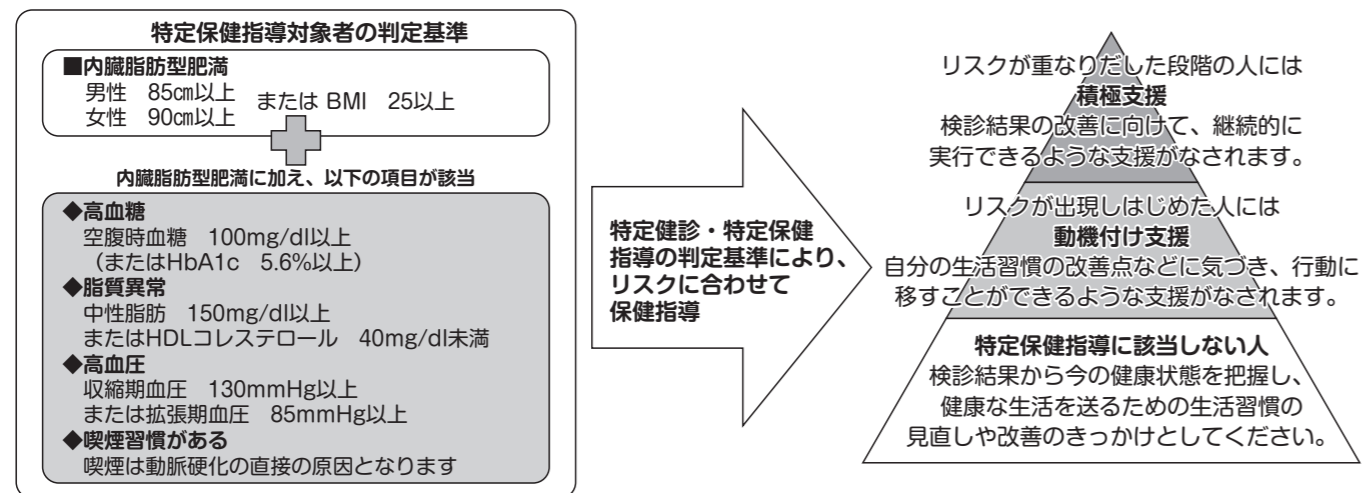 特定保健指導対象者の判定基準
■内臓脂肪型肥満
男性 85㎝以上
女性 90㎝以上
または BMI 25以上
内臓脂肪型肥満に加え、以下の項目が該当
◆高血糖
空腹時血糖 100mg/dl以上
（またはHbA1c 5.6%以上）
◆脂質異常
中性脂肪 150mg/dl以上
またはHDLコレステロール 40mg/dl未満
◆高血圧
収縮期血圧 130mmHg以上
または拡張期血圧 85mmHg以上
◆喫煙習慣がある
喫煙は動脈硬化の直接の原因となります
特定健診・特定保健
指導の判定基準により、
リスクに合わせて
保健指導
リスクが重なりだした段階の人には
積極支援
検診結果の改善に向けて、継続的に
実行できるような支援がなされます。
リスクが出現しはじめた人には
動機付け支援
自分の生活習慣の改善点などに気づき、行動に
移すことができるような支援がなされます。
特定保健指導に該当しない人
検診結果から今の健康状態を把握し、
健康な生活を送るための生活習慣の
見直しや改善のきっかけとしてください。